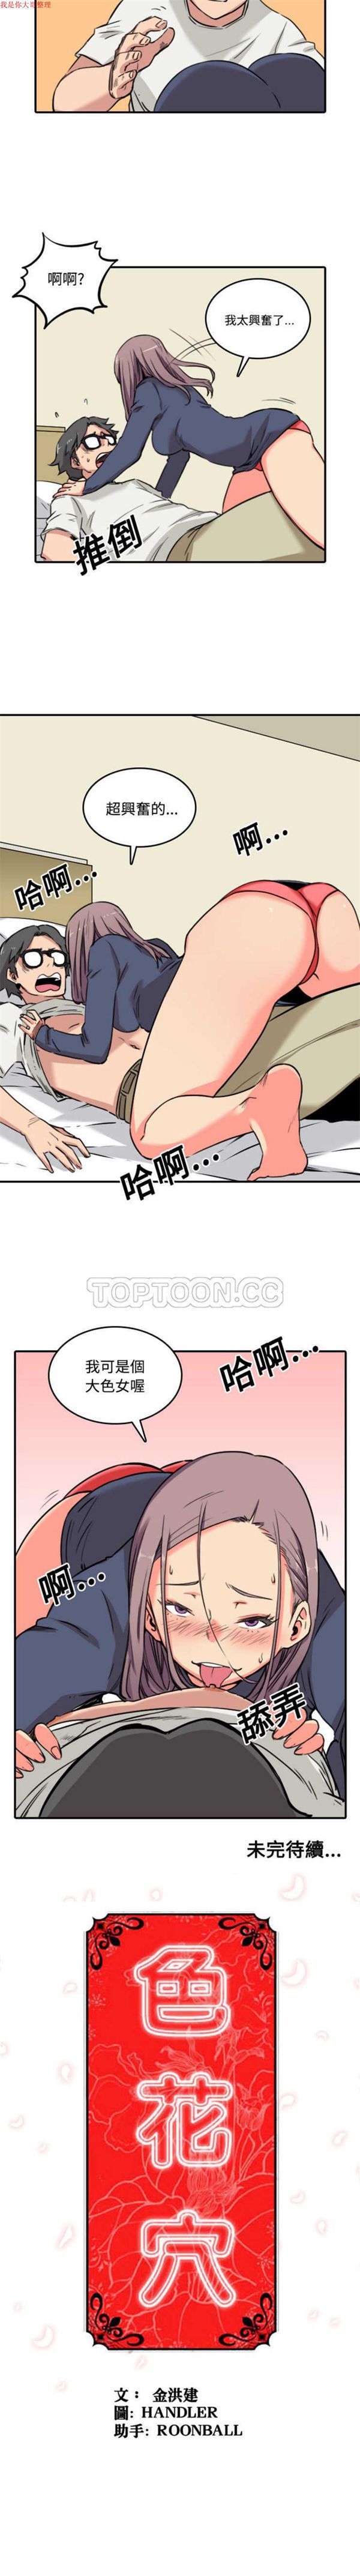 我是你大哥整理
啊啊?
我太興奮了...
推倒
超興奮的...
啊...
哈啊...
哈啊...
TOPTOON.CC
我可是個
大色女喔
哈啊...
啊...
舔弄
未完待續...
色花穴
文： 金洪建
圖: HANDLER
助手: ROONBALL